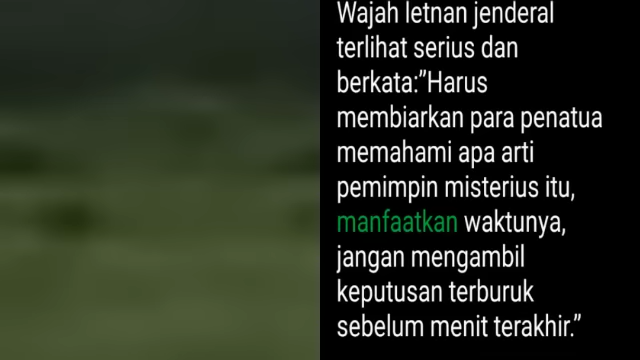 Wajah letnan jenderal
terlihat serius dan
berkata:”Harus
membiarkan para penatua
memahami apa arti
pemimpin misterius itu,
manfaatkan waktunya,
jangan mengambil
keputusan terburuk
sebelum menit terakhir.”